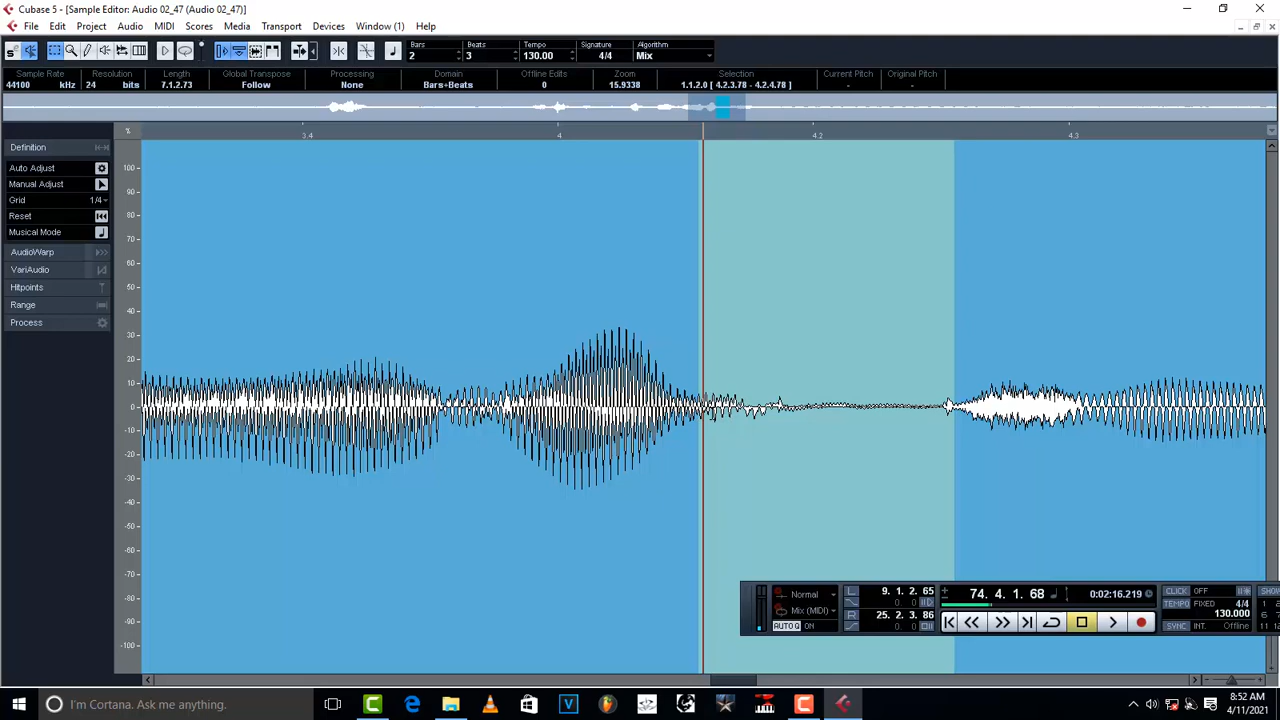 Cubase 5 - [Sample Editor: Audio 02_47 (Audio 02_47)]
File Edit Project Audio MIDI Scores Media Transport Devices Window (1) Help
Bars Beats Tempo Signature Algorithm
2 3 130.00 4/4 Mix
Sample Rate Resolution Length Global Transpose Processing Domain Offline Edits Zoom Selection Current Pitch Original Pitch
44100 kHz 24 bits 7.1.2.73 Follow None Bars+Beats 0 15.9338 1.1.2.0 [ 4.2.3.78 - 4.2.4.78 ] - -
% 3.4 4 4.2 4.3
Definition
Auto Adjust
Manual Adjust
Grid 1/4
Reset
Musical Mode
AudioWarp
VariAudio
Hitpoints
Range
Process
100
90
80
70
60
50
40
30
20
10
0
-10
-20
-30
-40
-50
-60
-70
-80
-90
-100
Normal L 9. 1. 2. 65 74. 4. 1. 68 0:02:16.219 CLICK OFF SHO
0. 0 TEMPO FIXED 4/4
Mix (MIDI) R 25. 2. 3. 86 130.000
AUTO Q ON 0. 0 SYNC INT. Offline
I'm Cortana. Ask me anything.
8:52 AM
4/11/2021